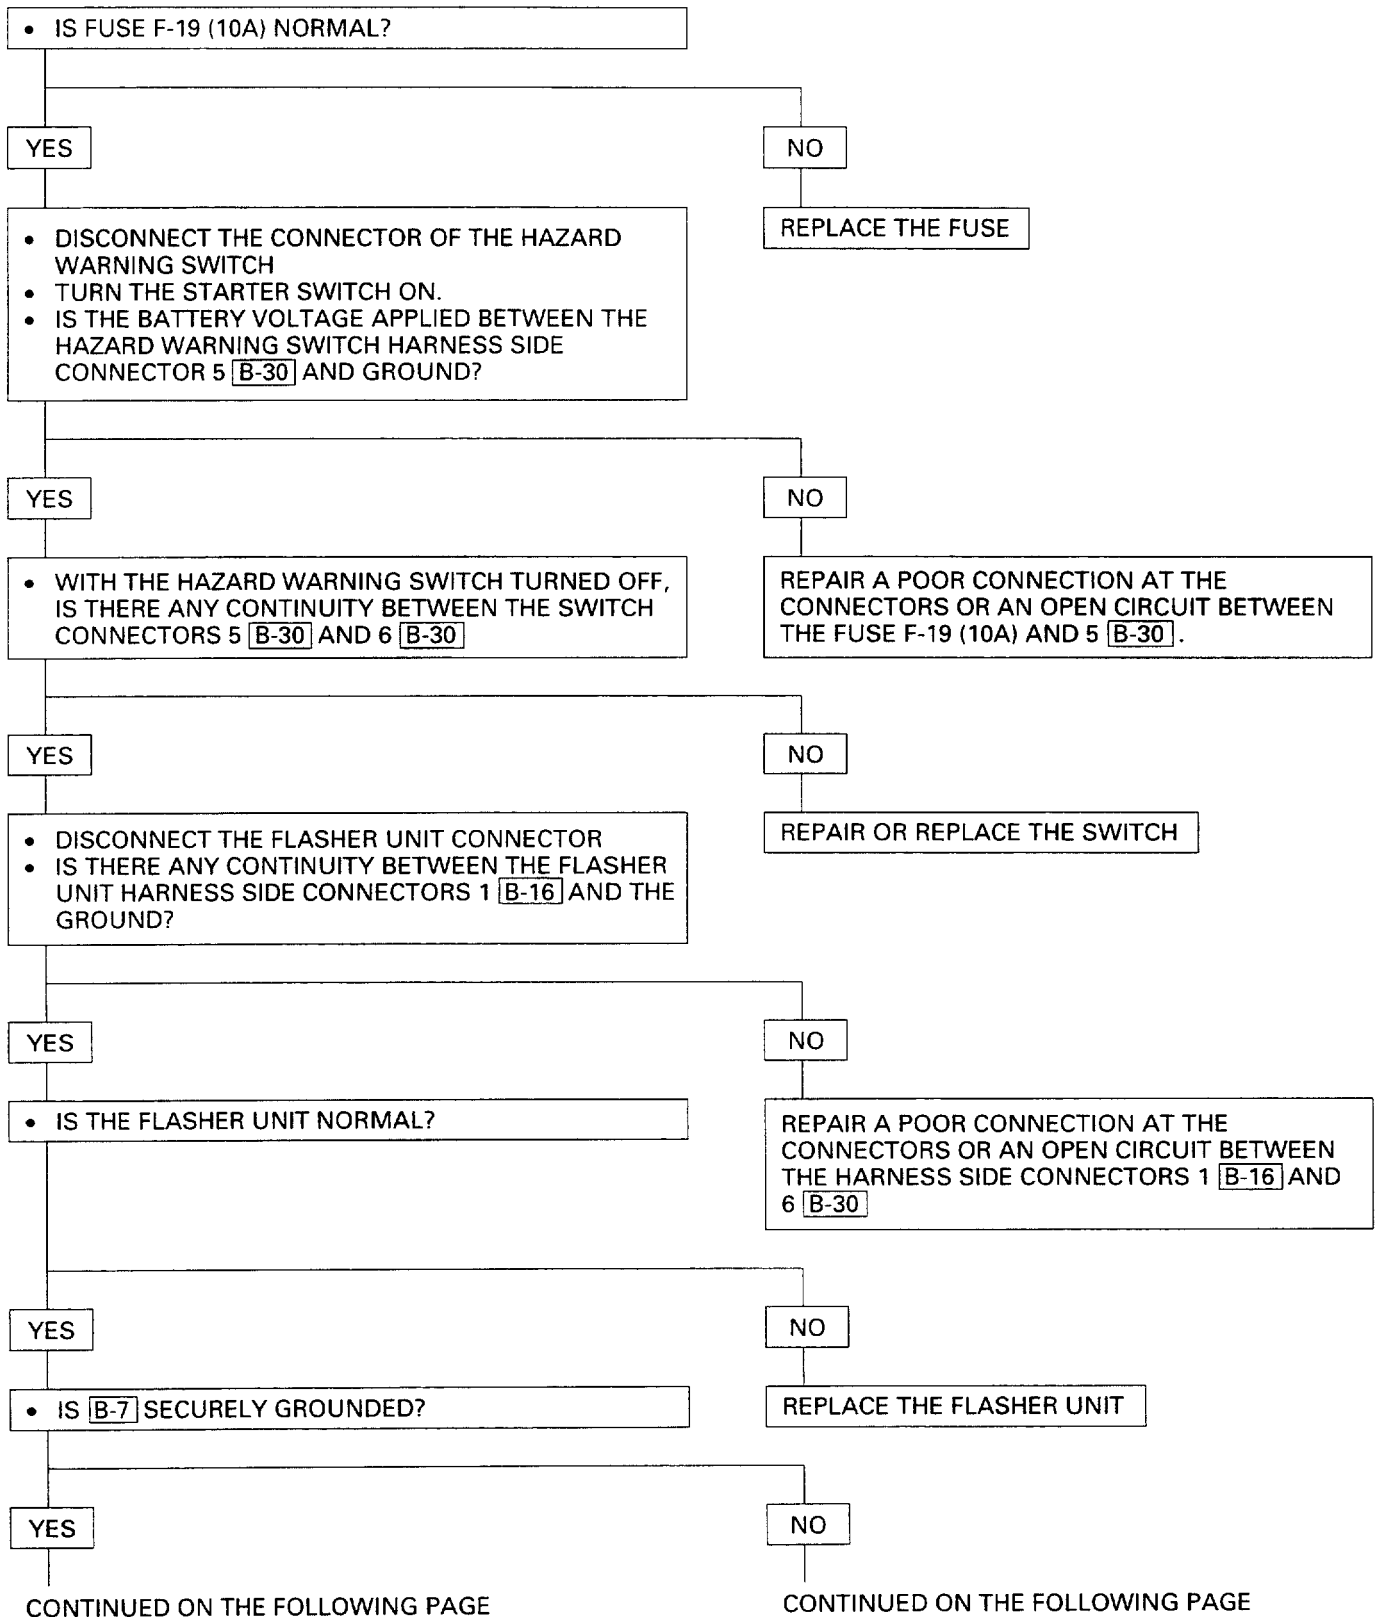 • IS FUSE F-19 (10A) NORMAL?
YES
NO
• DISCONNECT THE CONNECTOR OF THE HAZARD
WARNING SWITCH
• TURN THE STARTER SWITCH ON.
• IS THE BATTERY VOLTAGE APPLIED BETWEEN THE
HAZARD WARNING SWITCH HARNESS SIDE
CONNECTOR 5 B-30 AND GROUND?
REPLACE THE FUSE
YES
NO
• WITH THE HAZARD WARNING SWITCH TURNED OFF,
IS THERE ANY CONTINUITY BETWEEN THE SWITCH
CONNECTORS 5 B-30 AND 6 B-30
REPAIR A POOR CONNECTION AT THE
CONNECTORS OR AN OPEN CIRCUIT BETWEEN
THE FUSE F-19 (10A) AND 5 B-30.
YES
NO
• DISCONNECT THE FLASHER UNIT CONNECTOR
• IS THERE ANY CONTINUITY BETWEEN THE FLASHER
UNIT HARNESS SIDE CONNECTORS 1 B-16 AND THE
GROUND?
REPAIR OR REPLACE THE SWITCH
YES
NO
• IS THE FLASHER UNIT NORMAL?
REPAIR A POOR CONNECTION AT THE
CONNECTORS OR AN OPEN CIRCUIT BETWEEN
THE HARNESS SIDE CONNECTORS 1 B-16 AND
6 B-30
YES
NO
• IS B-7 SECURELY GROUNDED?
REPLACE THE FLASHER UNIT
YES
NO
CONTINUED ON THE FOLLOWING PAGE
CONTINUED ON THE FOLLOWING PAGE